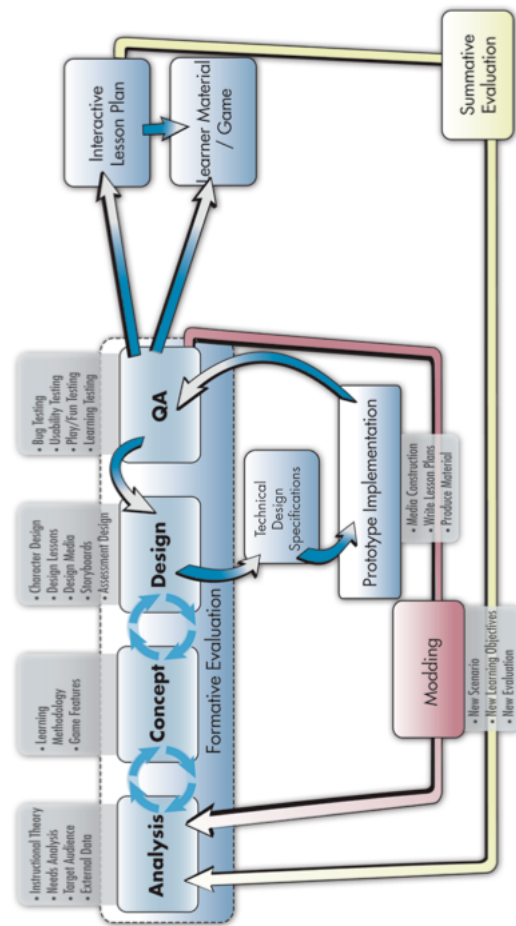 • Instructional Theory
• Needs Analysis
• Target Audience
• External Data
• Learning
Methodology
• Game Features
• Character Design
• Design Lessons
• Design Media
• Storyboards
• Assessment Design
• Bug Testing
• Usability Testing
• Play/Fun Testing
• Learning Testing
Analysis
Concept
Design
QA
Formative Evaluation
Interactive
Lesson Plan
Learner Material
/ Game
Technical
Design
Specifications
Prototype Implementation
• Media Construction
• Write Lesson Plans
• Produce Material
Modding
• New Scenario
• New Learning Objectives
• New Evaluation
Summative
Evaluation